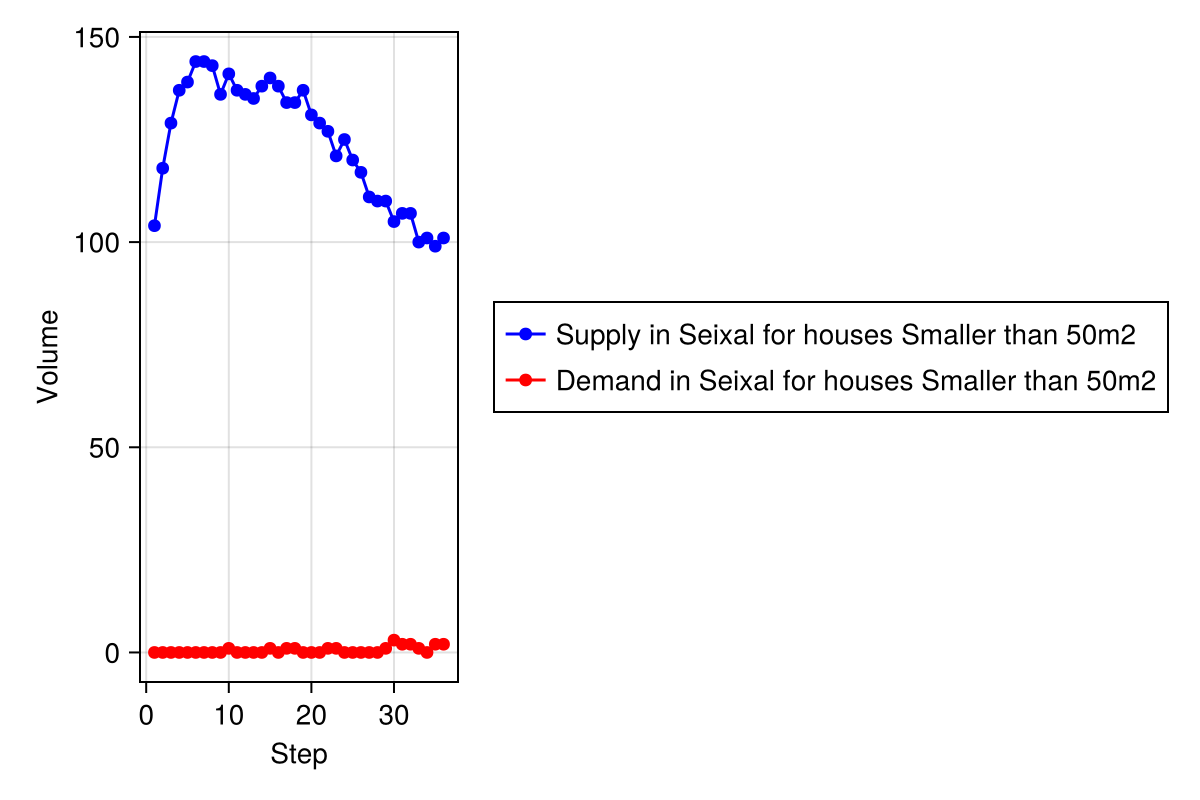 150
100
50
0
Volume
0 10 20 30
Step
Supply in Seixal for houses Smaller than 50m2
Demand in Seixal for houses Smaller than 50m2